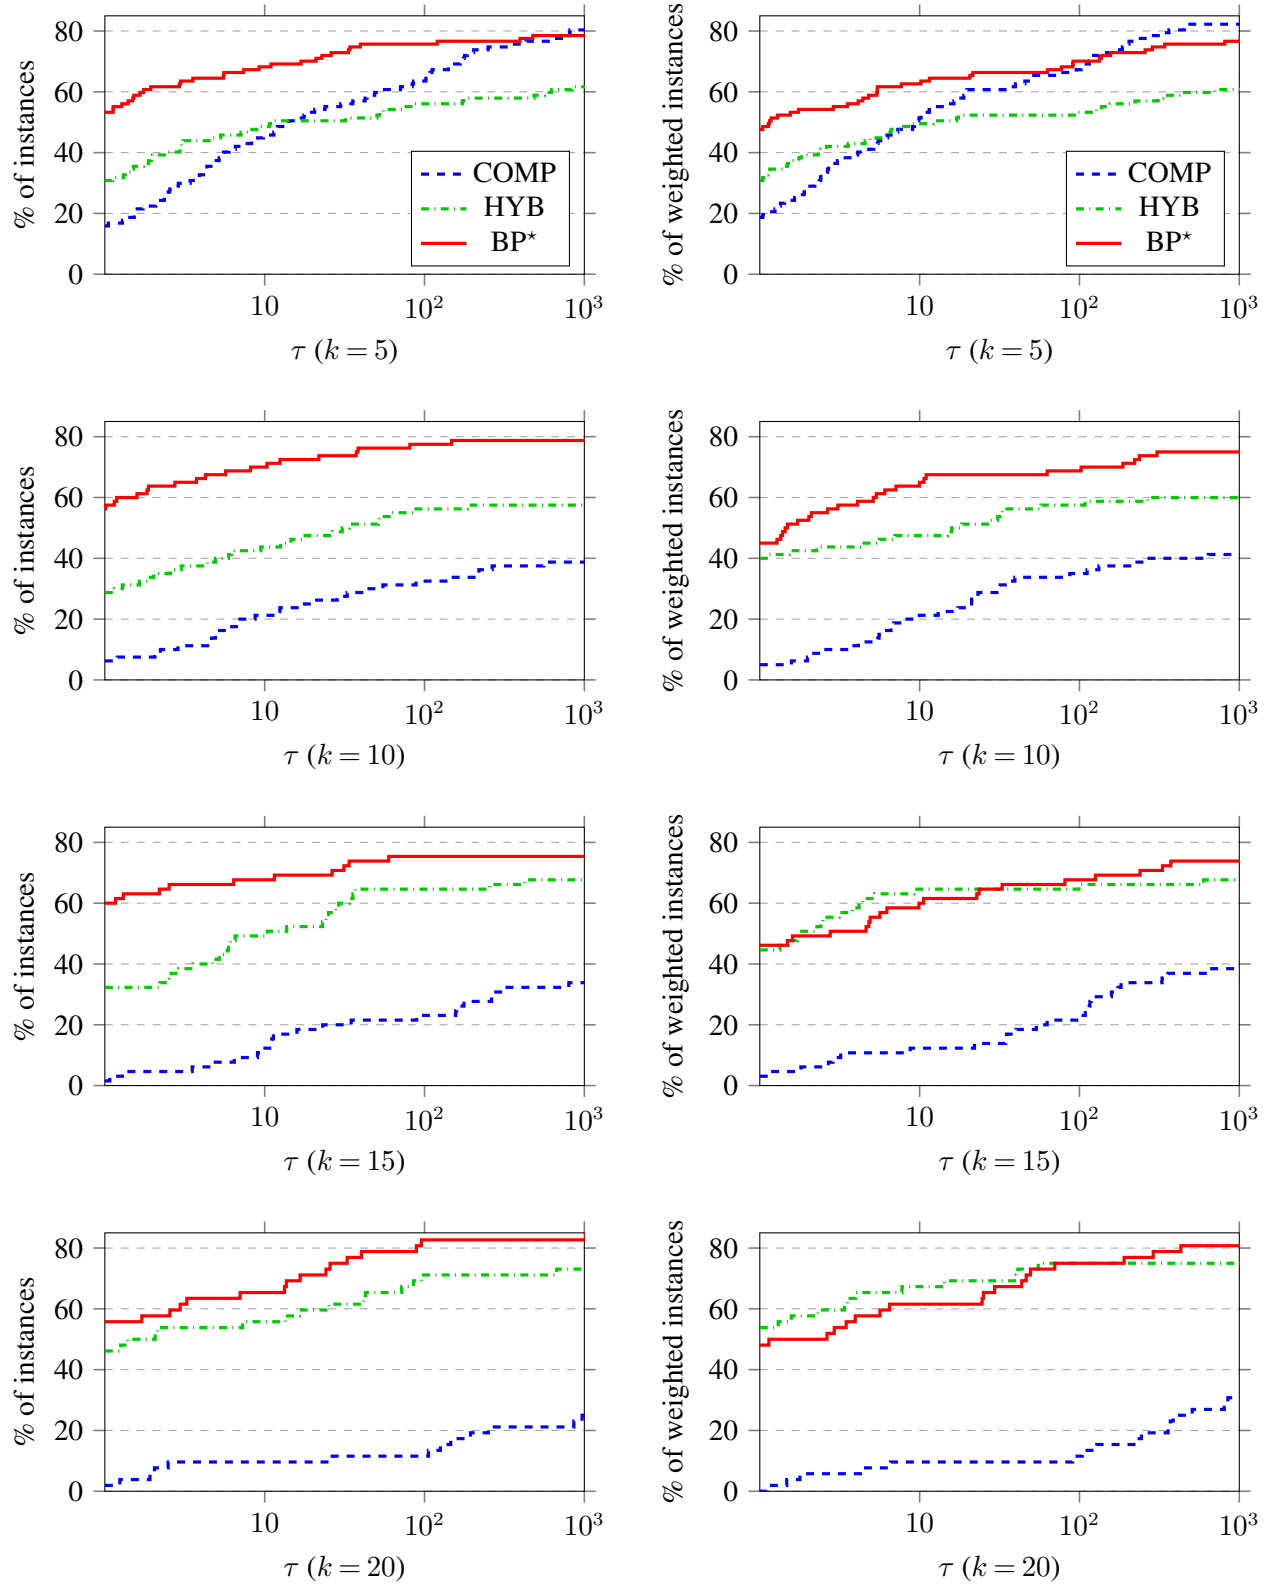 80
60
40
20
0
% of instances
10
10²
10³
τ (k = 5)
COMP
HYB
BP⋆
80
60
40
20
0
% of weighted instances
10
10²
10³
τ (k = 5)
COMP
HYB
BP⋆
80
60
40
20
0
% of instances
10
10²
10³
τ (k = 10)
80
60
40
20
0
% of weighted instances
10
10²
10³
τ (k = 10)
80
60
40
20
0
% of instances
10
10²
10³
τ (k = 15)
80
60
40
20
0
% of weighted instances
10
10²
10³
τ (k = 15)
80
60
40
20
0
% of instances
10
10²
10³
τ (k = 20)
80
60
40
20
0
% of weighted instances
10
10²
10³
τ (k = 20)